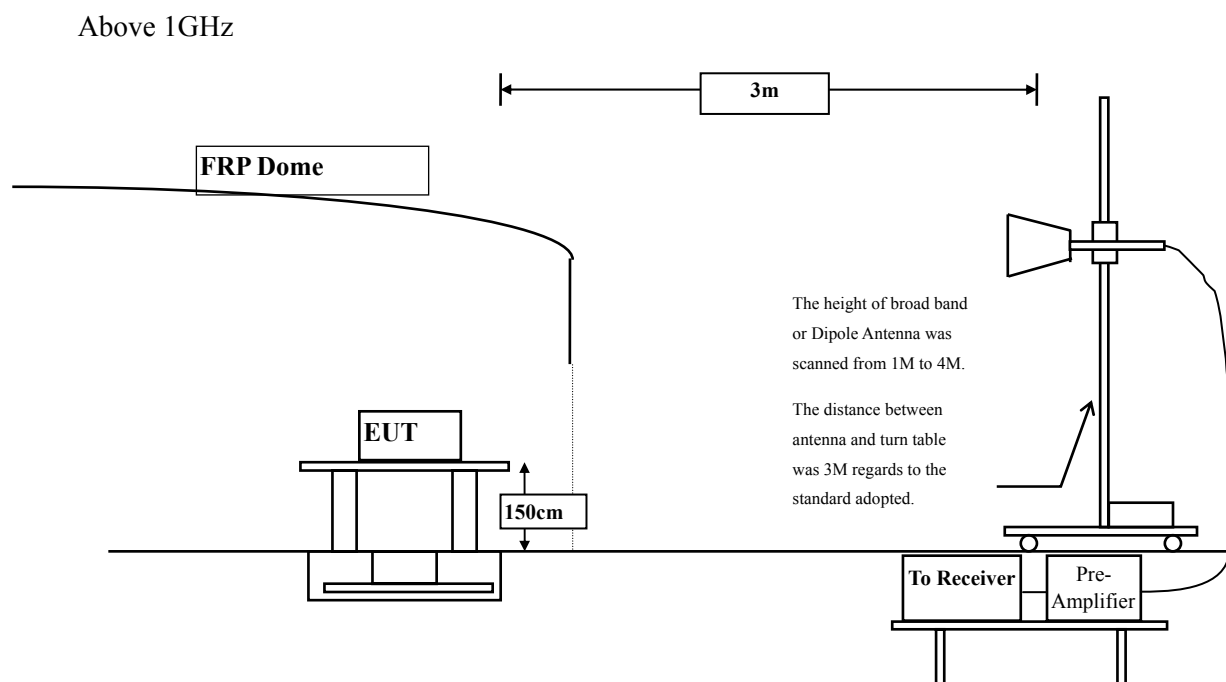 Above 1GHz
3m
FRP Dome
The height of broad band
or Dipole Antenna was
scanned from 1M to 4M.
The distance between
antenna and turn table
was 3M regards to the
standard adopted.
EUT
150cm
To Receiver
Pre-
Amplifier